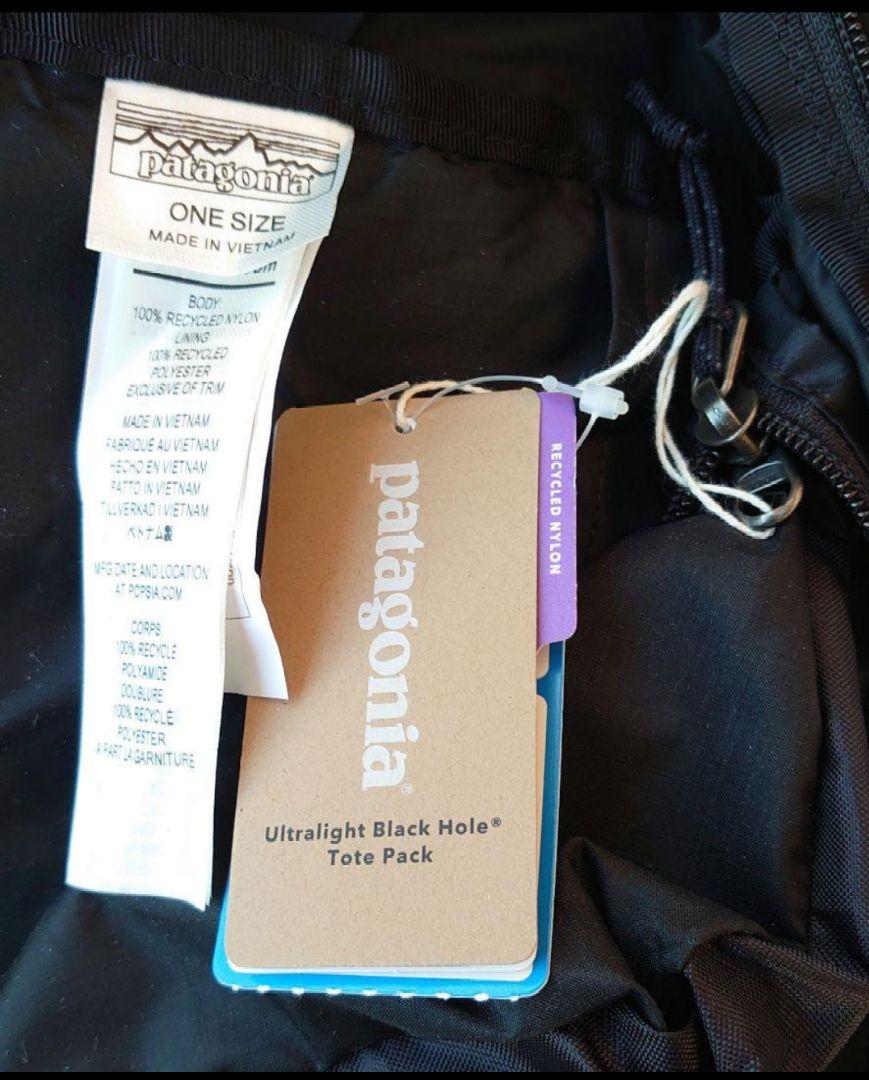 patagonia®
ONE SIZE
MADE IN VIETNAM
BODY:
100% RECYCLED NYLON
LINING:
100% RECYCLED
POLYESTER
EXCLUSIVE OF TRIM
MADE IN VIETNAM
FABRIQUÉ AU VIETNAM
HECHO EN VIETNAM
FATTO IN VIETNAM
TILLVERKAD I VIETNAM
ベトナム製
MFG DATE AND LOCATION
AT PCPSIA.COM
CORPS:
100% RECYCLÉ
POLYAMIDE
DOUBLURE:
100% RECYCLÉ
POLYESTER
À PART LA GARNITURE
patagonia®
Ultralight Black Hole®
Tote Pack
RECYCLED NYLON